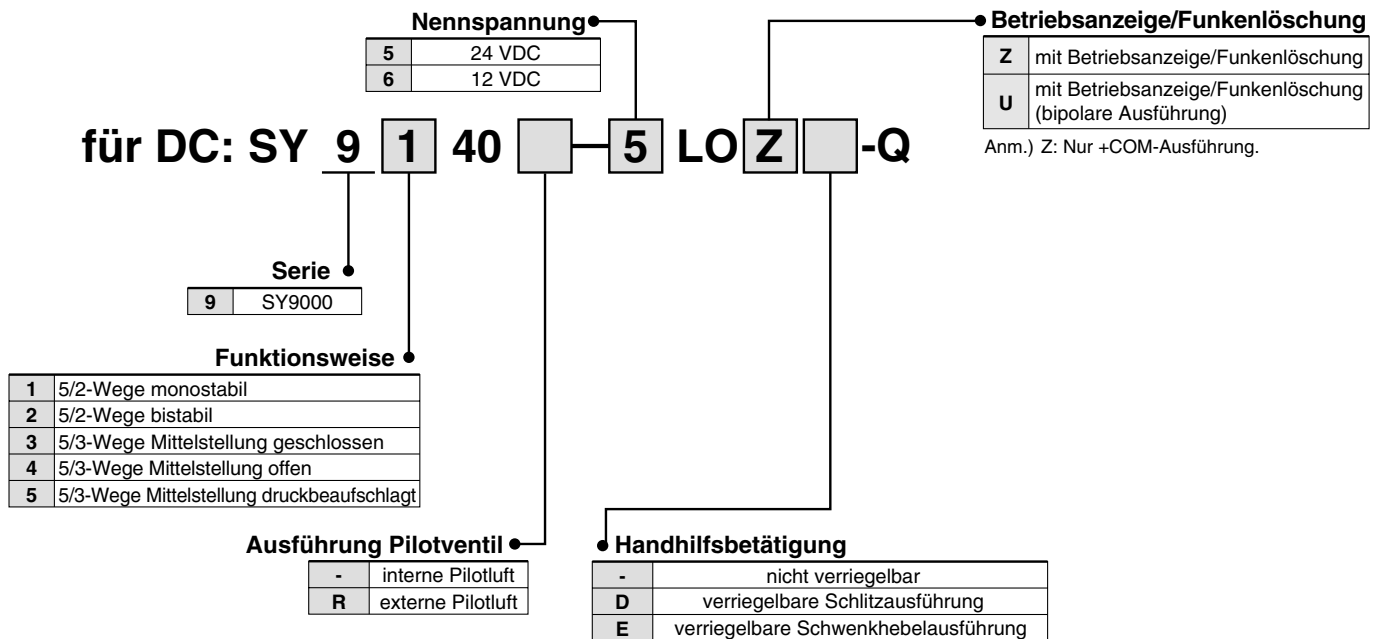 Nennspannung
5 24 VDC
6 12 VDC
Betriebsanzeige/Funkenlöschung
Z mit Betriebsanzeige/Funkenlöschung
U mit Betriebsanzeige/Funkenlöschung
(bipolare Ausführung)
Anm.) Z: Nur +COM-Ausführung.
für DC: SY 9 1 40 — 5 LO Z -Q
Serie
9 SY9000
Funktionsweise
1 5/2-Wege monostabil
2 5/2-Wege bistabil
3 5/3-Wege Mittelstellung geschlossen
4 5/3-Wege Mittelstellung offen
5 5/3-Wege Mittelstellung druckbeaufschlagt
Ausführung Pilotventil
- interne Pilotluft
R externe Pilotluft
Handhilfsbetätigung
- nicht verriegelbar
D verriegelbare Schlitzausführung
E verriegelbare Schwenkhebelausführung